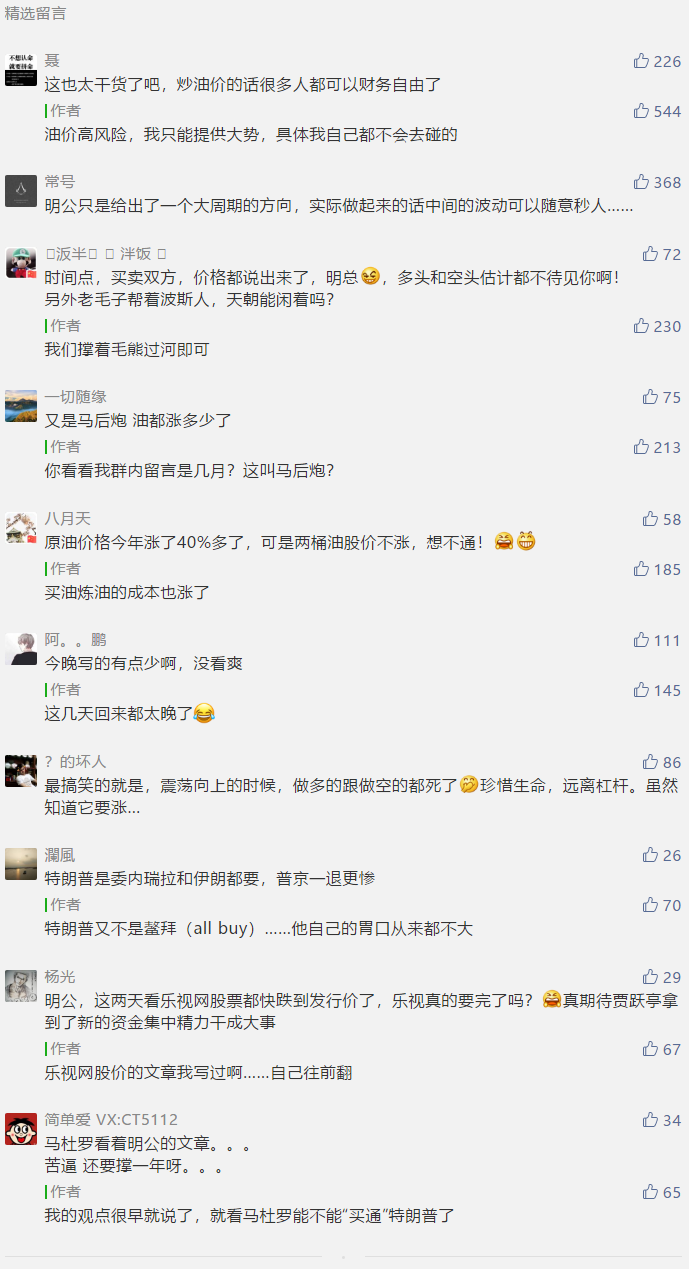 精选留言
不想认命
就要拼命
聂
226
这也太干货了吧，炒油价的话很多人都可以财务自由了
作者
544
油价高风险，我只能提供大势，具体我自己都不会去碰的
常号
368
明公只是给出了一个大周期的方向，实际做起来的话中间的波动可以随意秒人......
汳半 泮饭
72
时间点，买卖双方，价格都说出来了，明总😝，多头和空头估计都不待见你啊！
另外老毛子帮着波斯人，天朝能闲着吗？
作者
230
我们撑着毛熊过河即可
一切随缘
75
又是马后炮 油都涨多少了
作者
213
你看看我群内留言是几月？这叫马后炮？
八月天
58
原油价格今年涨了40%多了，可是两桶油股价不涨，想不通！😆😁
作者
185
买油炼油的成本也涨了
阿。。鹏
111
今晚写的有点少啊，没看爽
作者
145
这几天回来都太晚了😂
？的坏人
86
最搞笑的就是，震荡向上的时候，做多的跟做空的都死了🤣珍惜生命，远离杠杆。虽然
知道它要涨...
瀾風
26
特朗普是委内瑞拉和伊朗都要，普京一退更惨
作者
70
特朗普又不是鳌拜（all buy）......他自己的胃口从来都不大
杨光
29
明公，这两天看乐视网股票都快跌到发行价了，乐视真的要完了吗？😆真期待贾跃亭拿
到了新的资金集中精力干成大事
作者
67
乐视网股价的文章我写过啊......自己往前翻
简单爱 VX:CT5112
34
马杜罗看着明公的文章。。。
苦逼 还要撑一年呀。。。
作者
65
我的观点很早就说了，就看马杜罗能不能“买通”特朗普了